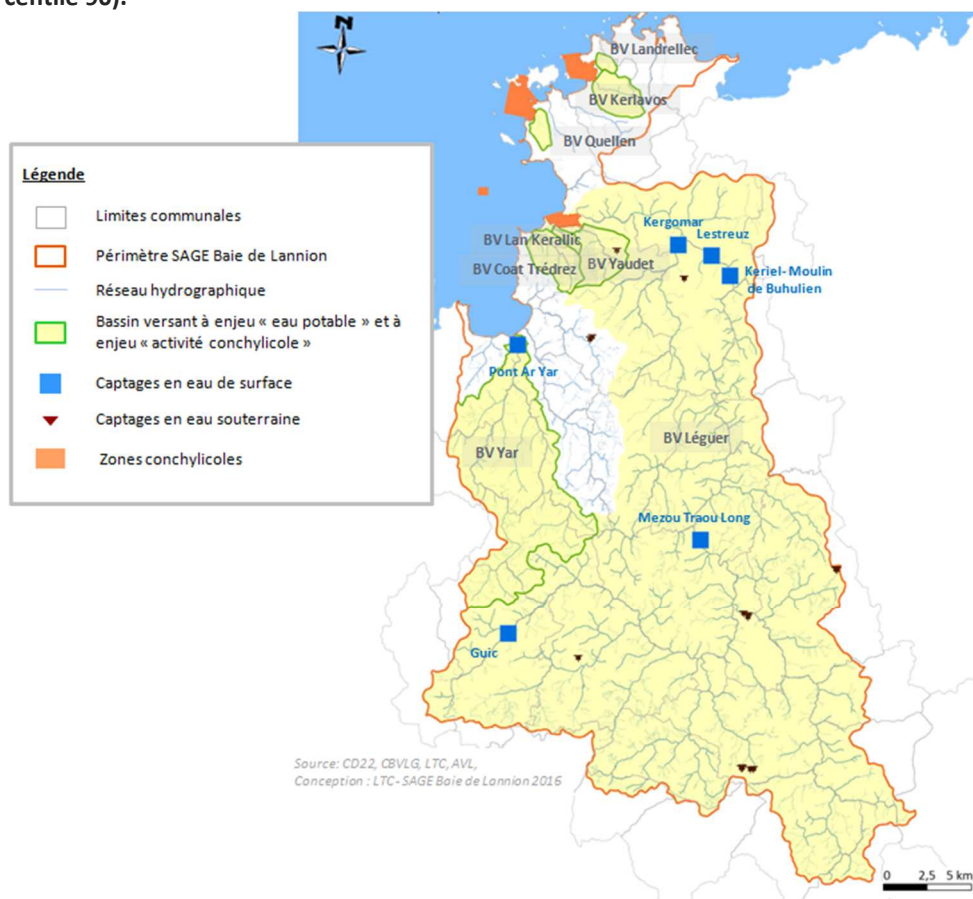 centile 90).
N
BV Landrellec
BV Kerlavos
BV Quellen
Légende
Limites communales
Périmètre SAGE Baie de Lannion
Réseau hydrographique
Bassin versant à enjeu « eau potable » et à
enjeu « activité conchylicole »
Captages en eau de surface
Captages en eau souterraine
Zones conchylicoles
Kergomar
Lestreuz
BV Lan Kerallic
BV Yaudet
BV Coat Trédrez
Keriel- Moulin
de Buhulien
Pont Ar Yar
BV Yar
BV Léguer
Mezou Traou Long
Guic
Source: CD22, CBVLG, LTC, AVL,
Conception : LTC- SAGE Baie de Lannion 2016
0 2,5 5 km